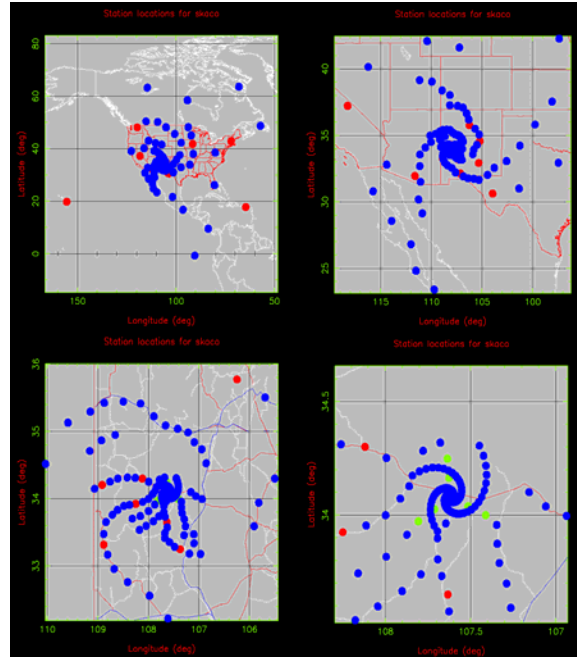 Station locations for skaco
Latitude (deg)
80
60
40
20
0
150
100
50
Longitude (deg)
Station locations for skaco
Latitude (deg)
40
35
30
25
115
110
105
100
Longitude (deg)
Station locations for skaco
Latitude (deg)
36
35
34
33
110
109
108
107
106
Longitude (deg)
Station locations for skaco
Latitude (deg)
34.5
34
108
107.5
107
Longitude (deg)